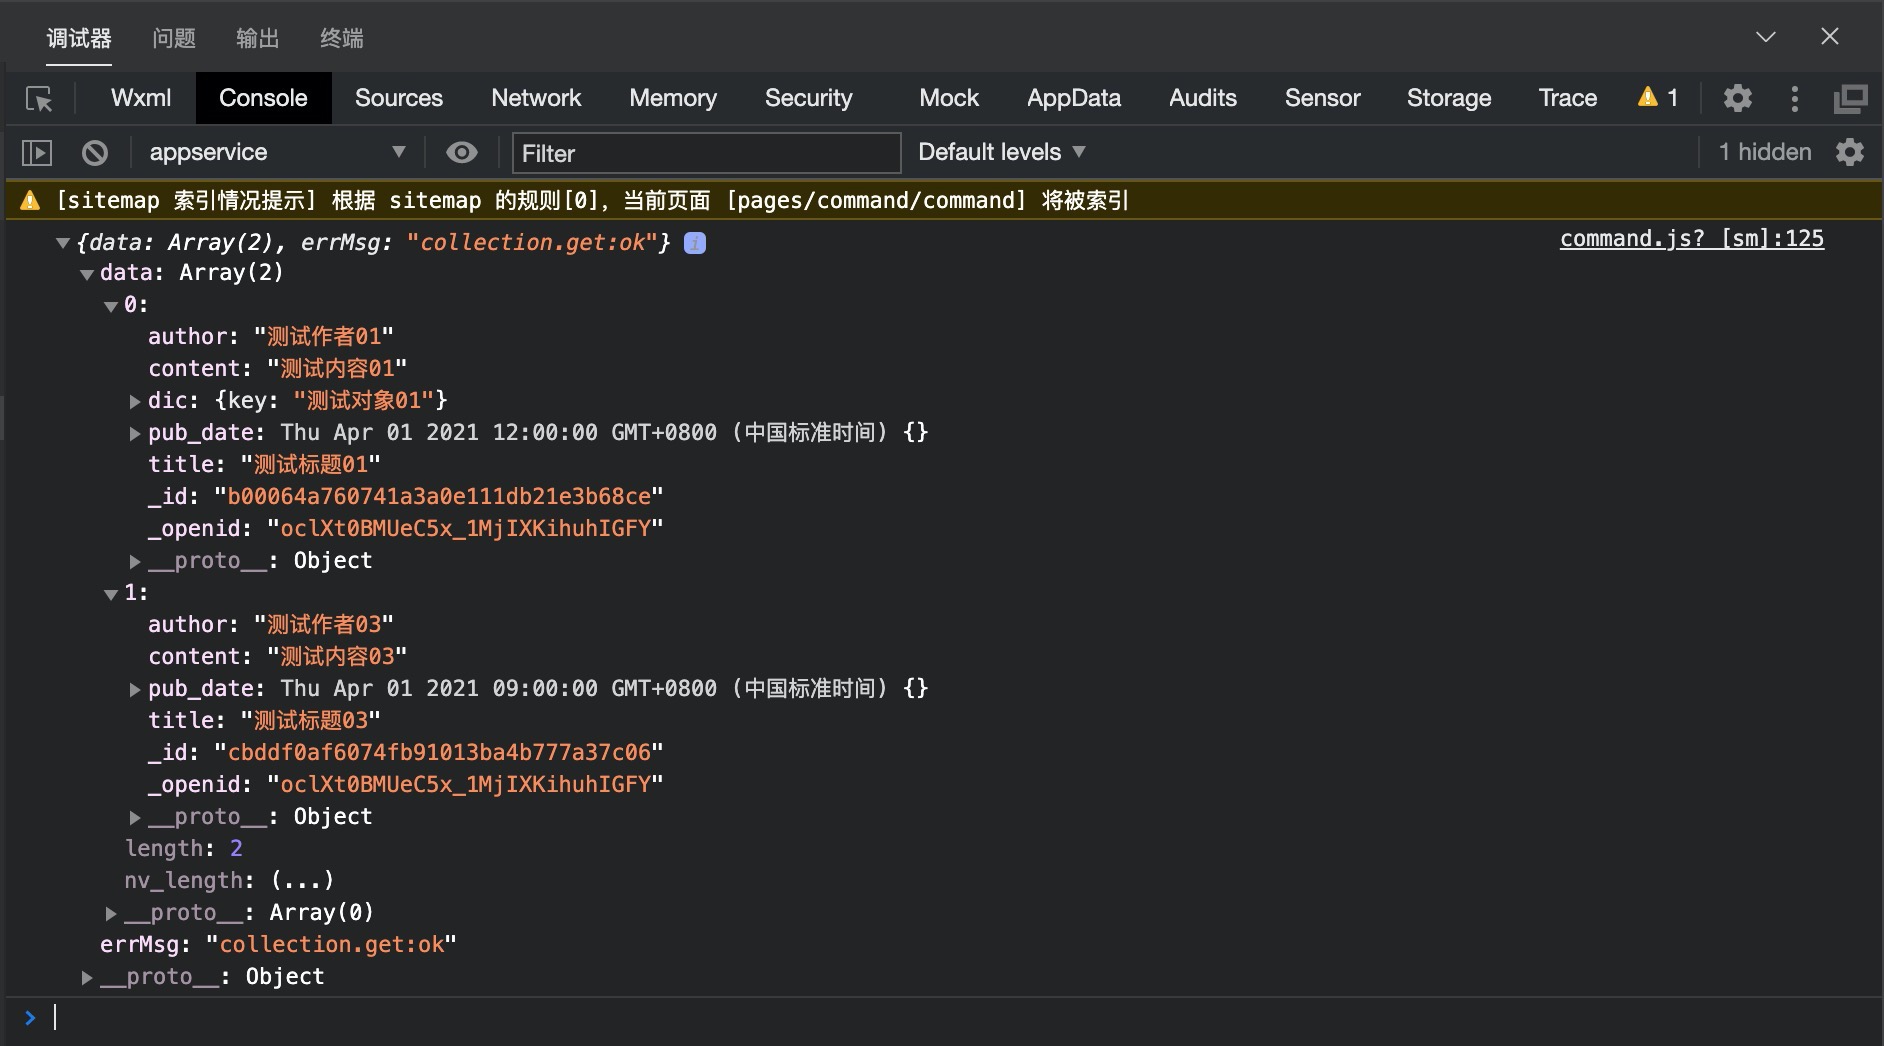 调试器 问题 输出 终端
Wxml Console Sources Network Memory Security Mock AppData Audits Sensor Storage Trace 1
appservice Filter Default levels 1 hidden
[sitemap 索引情况提示] 根据 sitemap 的规则[0]，当前页面 [pages/command/command] 将被索引
{data: Array(2), errMsg: "collection.get:ok"} i command.js? [sm]:125
data: Array(2)
0:
author: "测试作者01"
content: "测试内容01"
dic: {key: "测试对象01"}
pub_date: Thu Apr 01 2021 12:00:00 GMT+0800 (中国标准时间) {}
title: "测试标题01"
_id: "b00064a760741a3a0e111db21e3b68ce"
_openid: "oclXt0BMUeC5x_1MjIXKihuhIGFY"
__proto__: Object
1:
author: "测试作者03"
content: "测试内容03"
pub_date: Thu Apr 01 2021 09:00:00 GMT+0800 (中国标准时间) {}
title: "测试标题03"
_id: "cbddf0af6074fb91013ba4b777a37c06"
_openid: "oclXt0BMUeC5x_1MjIXKihuhIGFY"
__proto__: Object
length: 2
nv_length: (...)
__proto__: Array(0)
errMsg: "collection.get:ok"
__proto__: Object